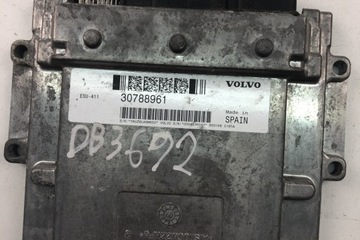 VOLVO
ESU-411
30788961
Made in
SPAIN
DB3692